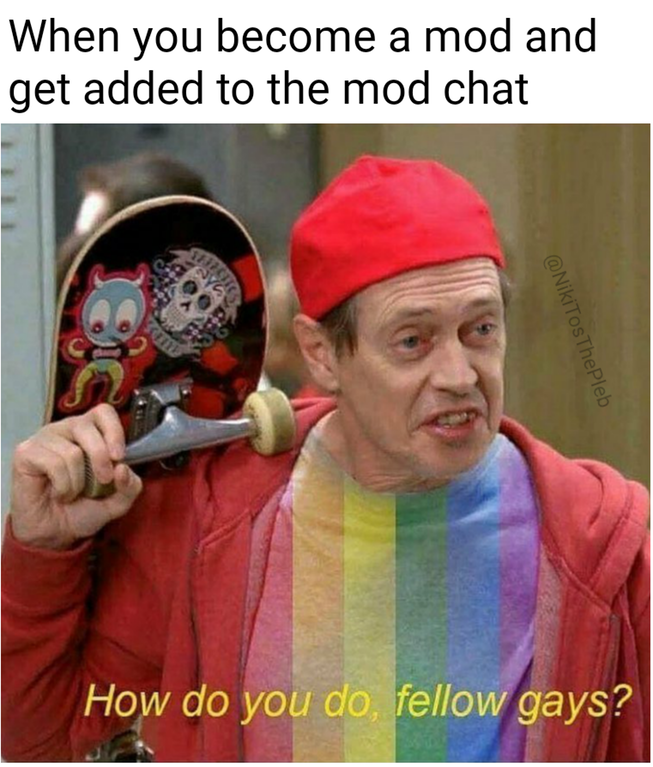 When you become a mod and
get added to the mod chat
@NikiTosThePleb
How do you do, fellow gays?